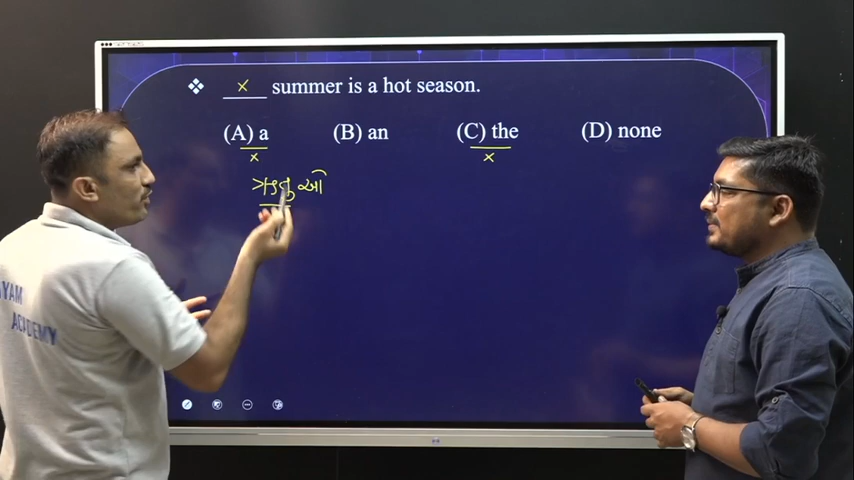 ❖ × summer is a hot season.
(A) a (B) an (C) the (D) none
× ×
ઋતુઓ
YAM
ACADEMY